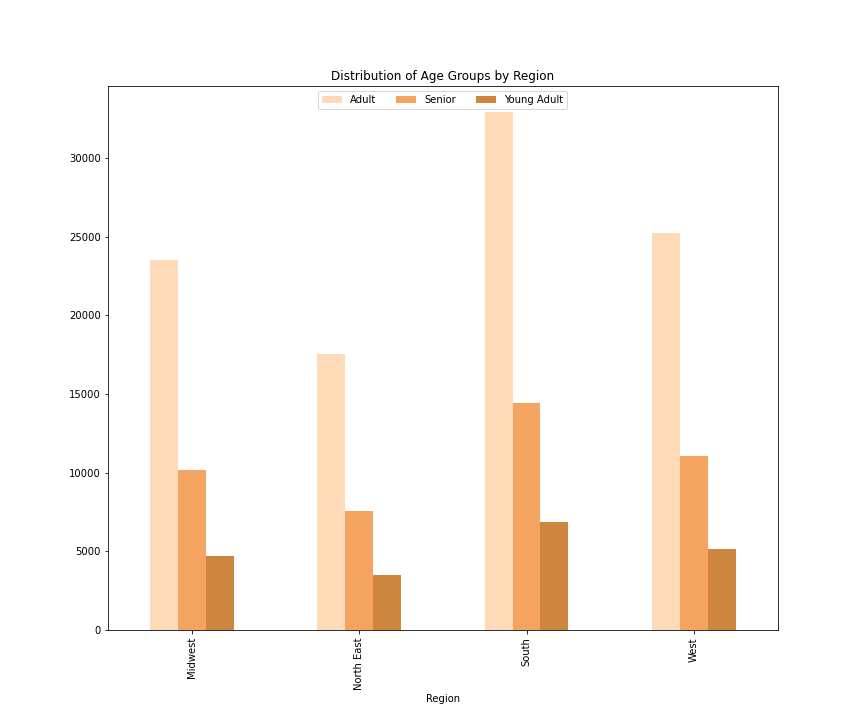 Distribution of Age Groups by Region
Adult Senior Young Adult
30000
25000
20000
15000
10000
5000
0
Midwest
North East
South
West
Region